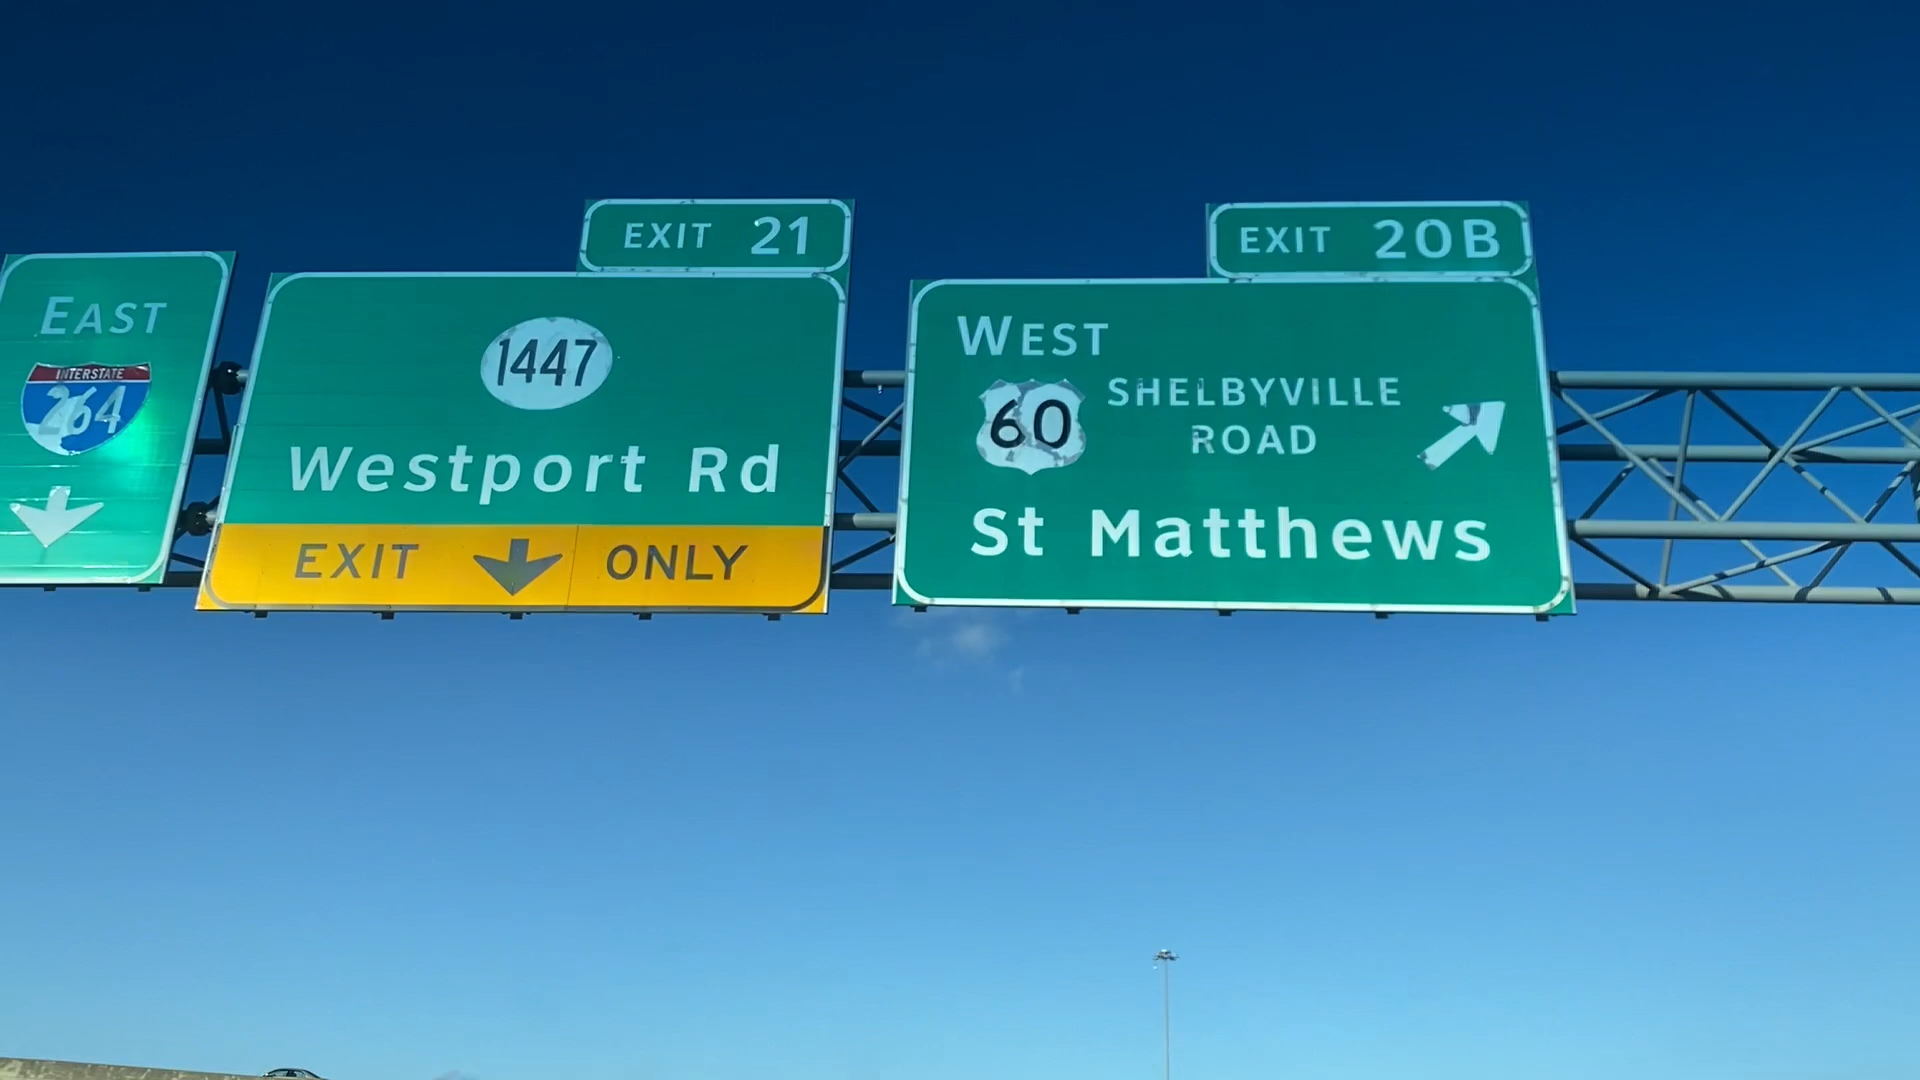 EAST
INTERSTATE
264
EXIT 21
1447
Westport Rd
EXIT ONLY
EXIT 20B
WEST
60 SHELBYVILLE
ROAD
St Matthews